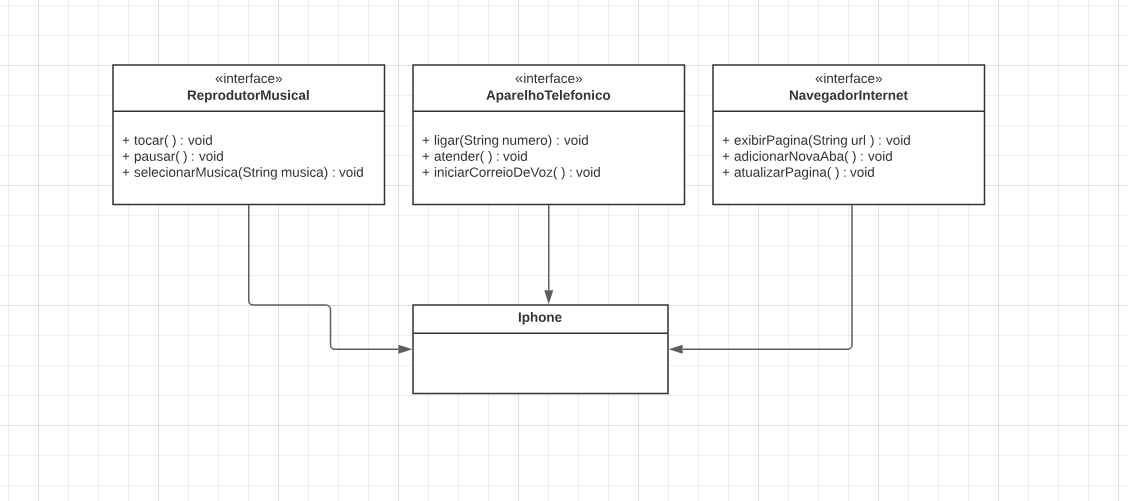 «interface»
ReprodutorMusical
+ tocar( ) : void
+ pausar( ) : void
+ selecionarMusica(String musica) : void
«interface»
AparelhoTelefonico
+ ligar(String numero) : void
+ atender( ) : void
+ iniciarCorreioDeVoz( ) : void
«interface»
NavegadorInternet
+ exibirPagina(String url ) : void
+ adicionarNovaAba( ) : void
+ atualizarPagina( ) : void
Iphone